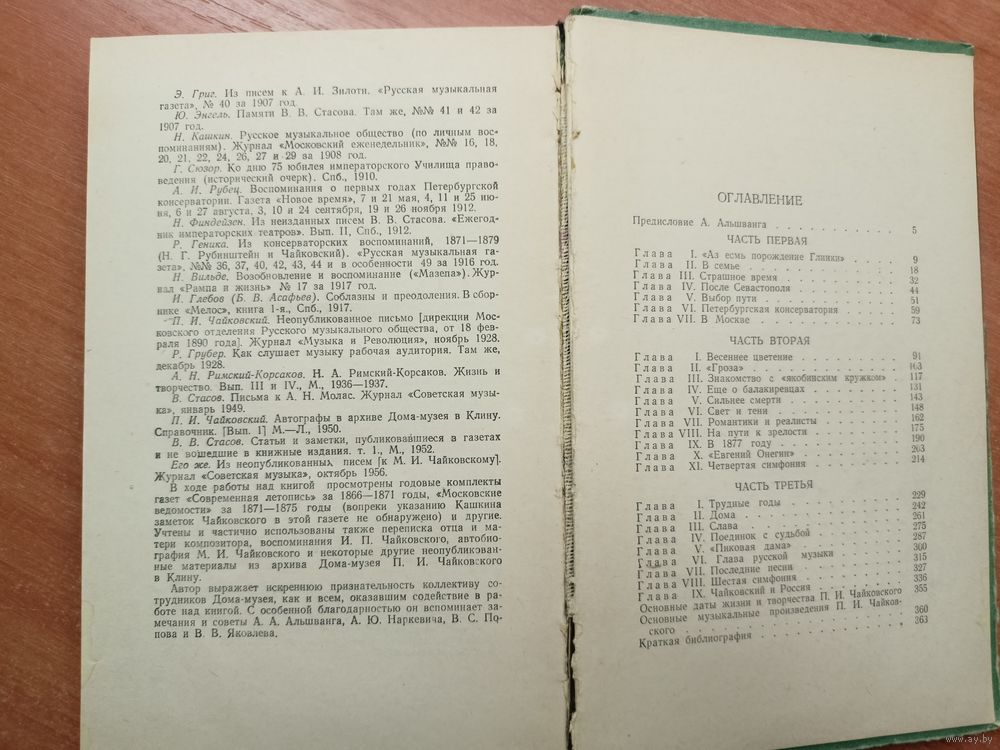 Э. Григ. Из писем к А. И. Зилоти. «Русская музыкальная
газета», № 40 за 1907 год.
Ю. Энгель. Памяти В. В. Стасова. Там же, №№ 41 и 42 за
1907 год.
Н. Кашкин. Русское музыкальное общество (по личным вос-
поминаниям). Журнал «Московский еженедельник», №№ 16, 18,
20, 21, 22, 24, 26, 27 и 29 за 1908 год.
Г. Сюзор. Ко дню 75 юбилея императорского Училища право-
ведения (исторический очерк). Спб., 1910.
А. И. Рубец. Воспоминания о первых годах Петербургской
консерватории. Газета «Новое время», 7 и 21 мая, 4, 11 и 25 ию-
ня, 6 и 27 августа, 3, 10 и 24 сентября, 19 и 26 ноября 1912.
Н. Финдейзен. Из неизданных писем В. В. Стасова. «Ежегод-
ник императорских театров». Вып. II, Спб., 1912.
Р. Геника. Из консерваторских воспоминаний, 1871—1879
(Н. Г. Рубинштейн и Чайковский). «Русская музыкальная га-
зета», №№ 36, 37, 40, 42, 43, 44 и в особенности 49 за 1916 год.
Н. Вильде. Возобновление и воспоминание («Мазепа»). Жур-
нал «Рампа и жизнь» № 17 за 1917 год.
И. Глебов (Б. В. Асафьев). Соблазны и преодоления. В сбор-
нике «Мелос», книга 1-я., Спб., 1917.
П. И. Чайковский. Неопубликованное письмо [дирекции Мос-
ковского отделения Русского музыкального общества, от 18 фев-
раля 1890 года]. Журнал «Музыка и Революция», ноябрь 1928.
Р. Грубер. Как слушает музыку рабочая аудитория. Там же,
декабрь 1928.
А. Н. Римский-Корсаков. Н. А. Римский-Корсаков. Жизнь и
творчество. Вып. III и IV., М., 1936—1937.
В. Стасов. Письма к А. Н. Молас. Журнал «Советская музы-
ка», январь 1949.
П. И. Чайковский. Автографы в архиве Дома-музея в Клину.
Справочник. [Вып. 1] М.—Л., 1950.
В. В. Стасов. Статьи и заметки, публиковавшиеся в газетах
и не вошедшие в книжные издания. т. 1., М., 1952.
Его же. Из неопубликованных писем [к М. И. Чайковскому].
Журнал «Советская музыка», октябрь 1956.
В ходе работы над книгой просмотрены годовые комплекты
газет «Современная летопись» за 1866—1871 годы, «Московские
ведомости» за 1871—1875 годы (вопреки указанию Кашкина
заметок Чайковского в этой газете не обнаружено) и другие.
Учтены и частично использованы также переписка отца и ма-
тери композитора, воспоминания И. П. Чайковского, автобио-
графия М. И. Чайковского и некоторые другие неопубликован-
ные материалы из архива Дома-музея П. И. Чайковского
в Клину.
Автор выражает искреннюю признательность коллективу со-
трудников Дома-музея, как и всем, оказавшим содействие в ра-
боте над книгой. С особенной благодарностью он вспоминает за-
мечания и советы А. А. Альшванга, А. Ю. Наркевича, В. С. По-
пова и В. В. Яковлева.
ОГЛАВЛЕНИЕ
Предисловие А. Альшванга . . . . . . . . . . 5
ЧАСТЬ ПЕРВАЯ
Глава I. «Аз есмь порождение Глинки» . . . . . 9
Глава II. В семье . . . . . . . . . . 18
Глава III. Страшное время . . . . . . . . 32
Глава IV. После Севастополя . . . . . . . 44
Глава V. Выбор пути . . . . . . . . . 51
Глава VI. Петербургская консерватория . . . . . 59
Глава VII. В Москве . . . . . . . . . 73
ЧАСТЬ ВТОРАЯ
Глава I. Весеннее цветение . . . . . . . 91
Глава II. «Гроза» . . . . . . . . . . 103
Глава III. Знакомство с «якобинским кружком» . 117
Глава IV. Еще о балакиревцах . . . . . . 131
Глава V. Сильнее смерти . . . . . . . . 143
Глава VI. Свет и тени . . . . . . . . . 148
Глава VII. Романтики и реалисты . . . . . . 162
Глава VIII. На пути к зрелости . . . . . . . 175
Глава IX. В 1877 году . . . . . . . . . 190
Глава X. «Евгений Онегин» . . . . . . . 203
Глава XI. Четвертая симфония . . . . . . . 214
ЧАСТЬ ТРЕТЬЯ
Глава I. Трудные годы . . . . . . . . 229
Глава II. Дома . . . . . . . . . . 242
Глава III. Слава . . . . . . . . . . 261
Глава IV. Поединок с судьбой . . . . . . 275
Глава V. «Пиковая дама» . . . . . . . 287
Глава VI. Глава русской музыки . . . . . . 300
Глава VII. Последние песни . . . . . . . 315
Глава VIII. Шестая симфония . . . . . . . 327
Глава IX. Чайковский и Россия . . . . . . 336
Основные даты жизни и творчества П. И. Чайковского 355
Основные музыкальные произведения П. И. Чайков-
ского . . . . . . . . . . . . 360
Краткая библиография . . . . . . . . . 363
www.ay.by